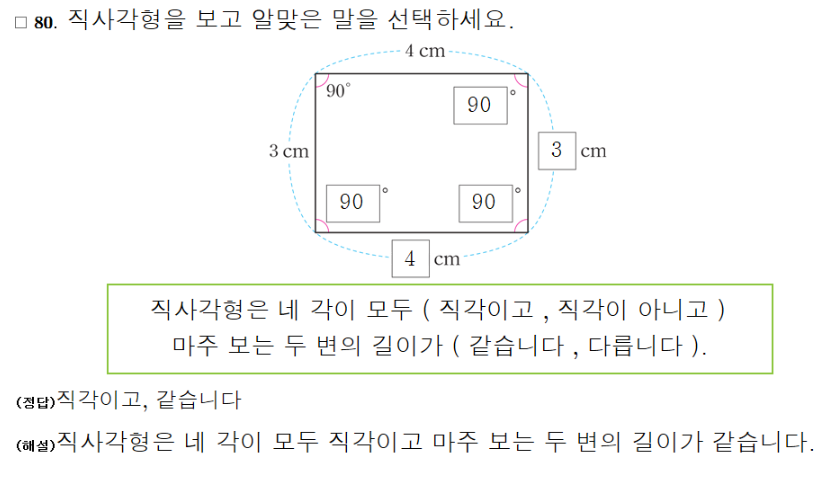 □ 80. 직사각형을 보고 알맞은 말을 선택하세요.
4 cm
90°
90°
3 cm
3 cm
90°
90°
4 cm
직사각형은 네 각이 모두 ( 직각이고 , 직각이 아니고 )
마주 보는 두 변의 길이가 ( 같습니다 , 다릅니다 ).
(정답)직각이고, 같습니다
(해설)직사각형은 네 각이 모두 직각이고 마주 보는 두 변의 길이가 같습니다.